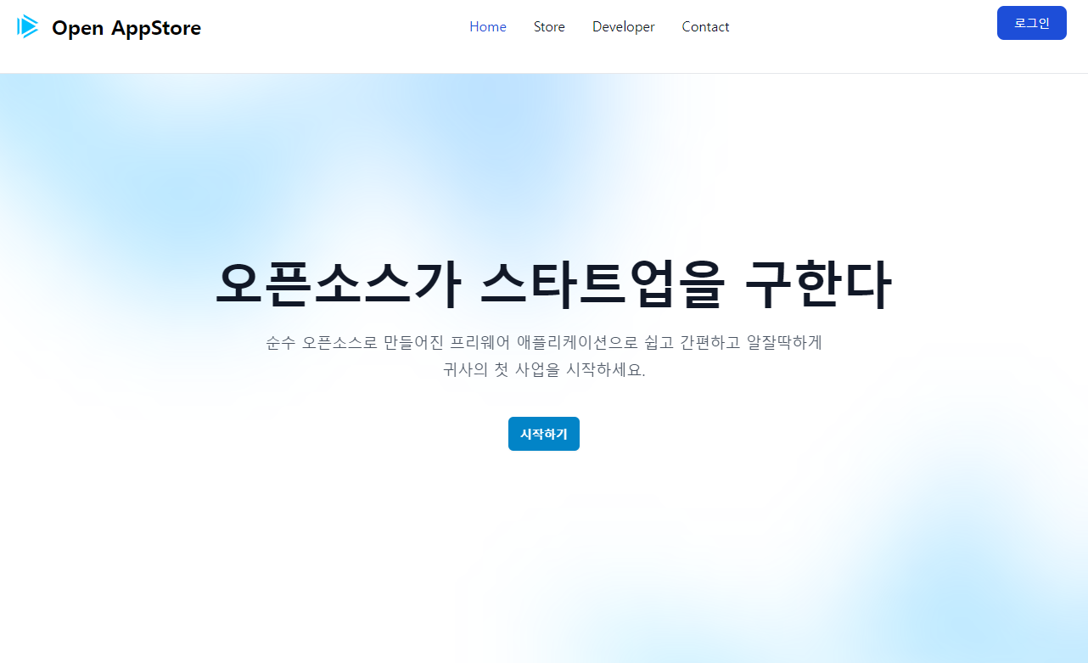 Open AppStore
Home Store Developer Contact
로그인
오픈소스가 스타트업을 구한다
순수 오픈소스로 만들어진 프리웨어 애플리케이션으로 쉽고 간편하고 알잘딱하게
귀사의 첫 사업을 시작하세요.
시작하기